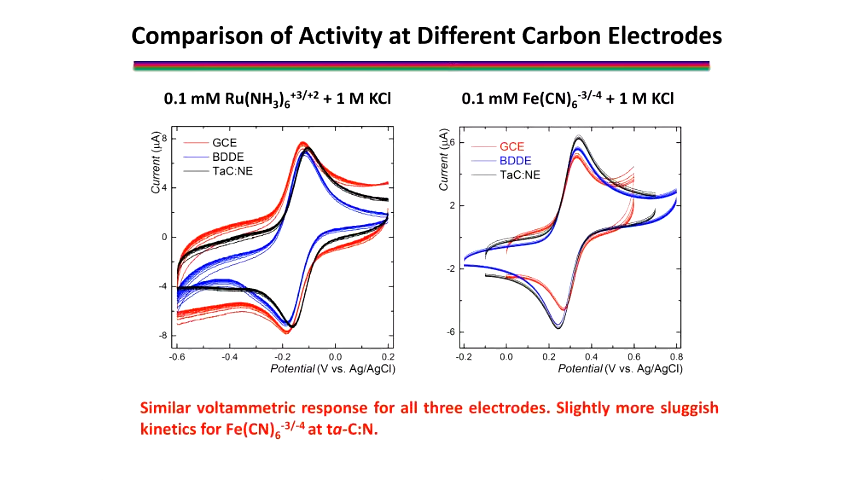 Comparison of Activity at Different Carbon Electrodes
0.1 mM Ru(NH3)6+3/+2 + 1 M KCl
0.1 mM Fe(CN)6-3/-4 + 1 M KCl
Current (µA)
8
4
0
-4
-8
GCE
BDDE
TaC:NE
-0.6 -0.4 -0.2 0.0 0.2
Potential (V vs. Ag/AgCl)
Current (µA)
6
2
-2
-6
GCE
BDDE
TaC:NE
-0.2 0.0 0.2 0.4 0.6 0.8
Potential (V vs. Ag/AgCl)
Similar voltammetric response for all three electrodes. Slightly more sluggish
kinetics for Fe(CN)6-3/-4 at ta-C:N.